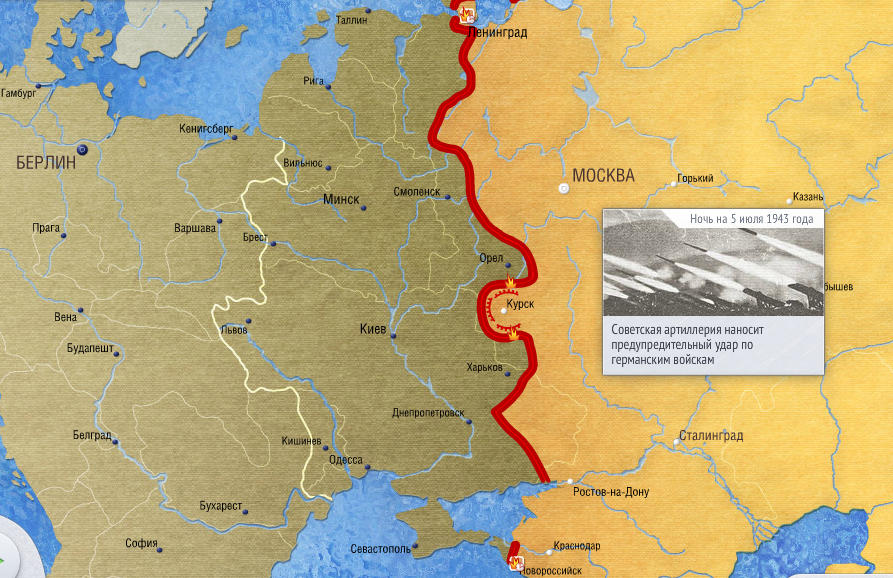 Таллин
Ленинград
Рига
Гамбург
Кенигсберг
БЕРЛИН
Вильнюс
МОСКВА
Горький
Смоленск
Минск
Казань
Ночь на 5 июля 1943 года
Прага
Варшава
Брест
Орел
бышев
Курск
Вена
Львов
Киев
Советская артиллерия наносит
предупредительный удар по
германским войскам
Будапешт
Харьков
Днепропетровск
Белград
Кишинев
Сталинград
Одесса
Ростов-на-Дону
Бухарест
София
Севастополь
Краснодар
Новороссийск